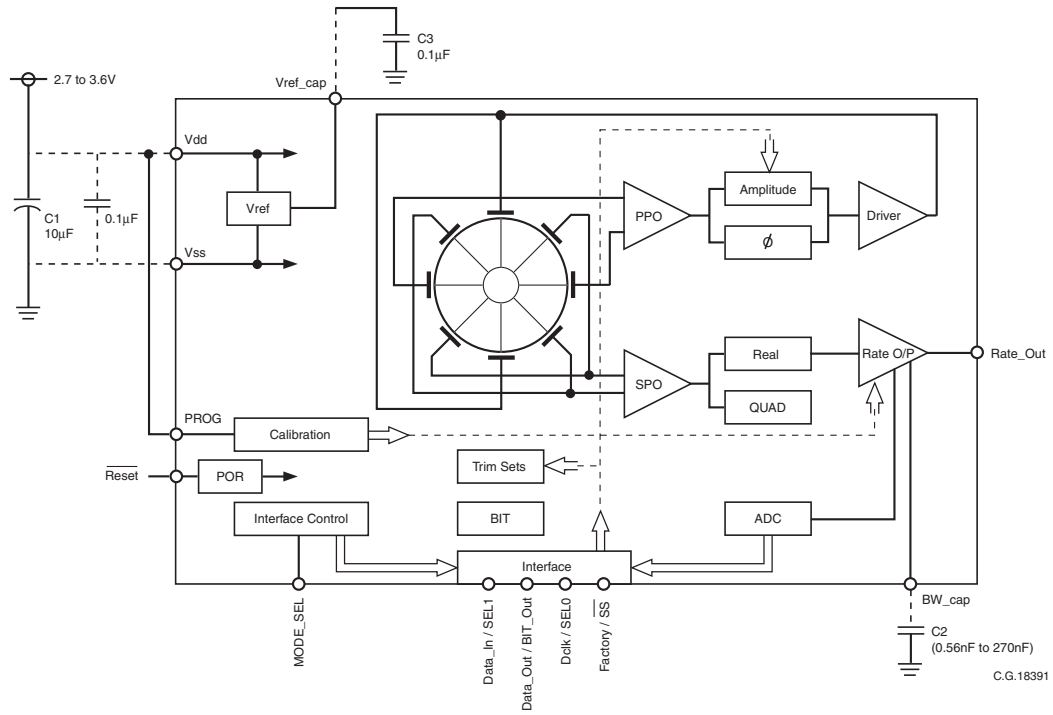 C3
0.1µF
2.7 to 3.6V
Vref_cap
Vdd
C1
10µF
0.1µF
Vref
Vss
PPO
Amplitude
ϕ
Driver
SPO
Real
QUAD
Rate O/P
Rate_Out
PROG
Calibration
Reset
POR
Trim Sets
Interface Control
BIT
ADC
Interface
MODE_SEL
Data_In / SEL1
Data_Out / BIT_Out
Dclk / SEL0
Factory / SS
BW_cap
C2
(0.56nF to 270nF)
C.G.18391